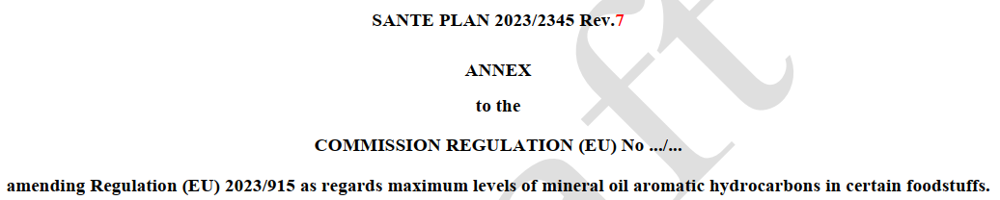 SANTE PLAN 2023/2345 Rev.7
ANNEX
to the
COMMISSION REGULATION (EU) No .../...
amending Regulation (EU) 2023/915 as regards maximum levels of mineral oil aromatic hydrocarbons in certain foodstuffs.